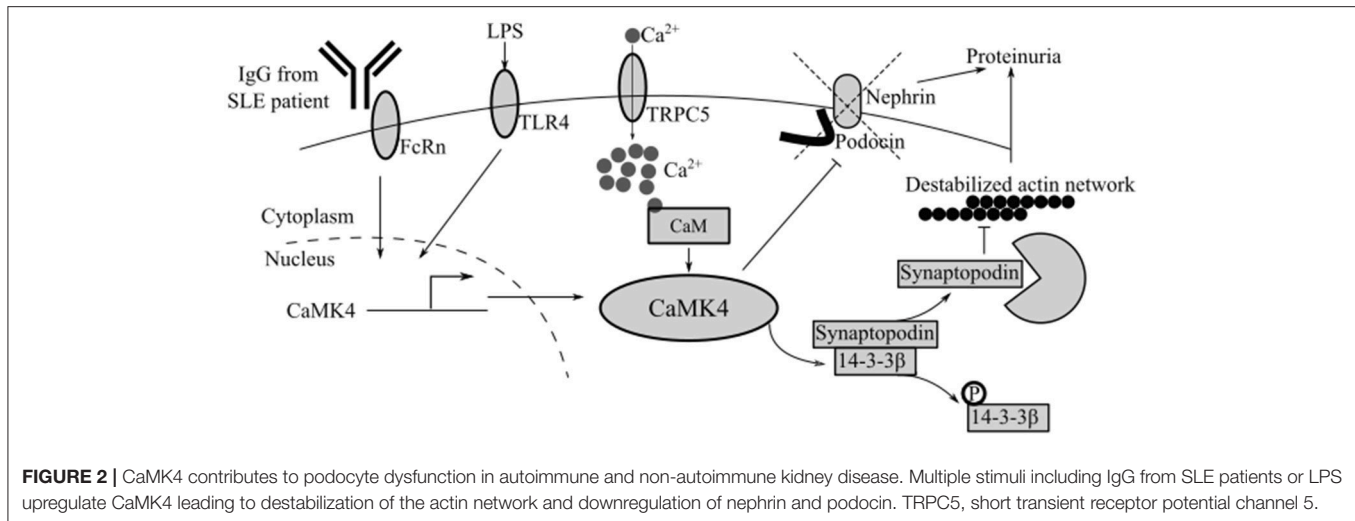 LPS
Ca²⁺
IgG from
SLE patient
Proteinuria
Nephrin
TLR4
TRPC5
Podocin
FcRn
Ca²⁺
Destabilized actin network
Cytoplasm
CaM
Nucleus
Synaptopodin
CaMK4
CaMK4
Synaptopodin
14-3-3β
P
14-3-3β
FIGURE 2 | CaMK4 contributes to podocyte dysfunction in autoimmune and non-autoimmune kidney disease. Multiple stimuli including IgG from SLE patients or LPS
upregulate CaMK4 leading to destabilization of the actin network and downregulation of nephrin and podocin. TRPC5, short transient receptor potential channel 5.